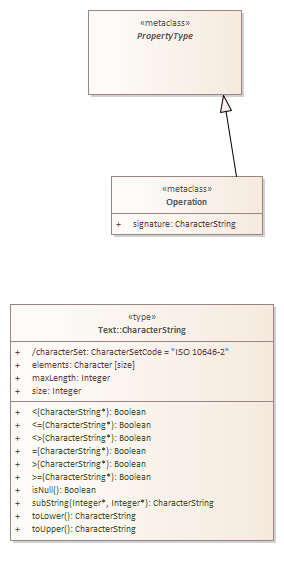 «metaclass»
PropertyType
«metaclass»
Operation
+ signature: CharacterString
«type»
Text::CharacterString
+ /characterSet: CharacterSetCode = "ISO 10646-2"
+ elements: Character [size]
+ maxLength: Integer
+ size: Integer
+ <(CharacterString*): Boolean
+ <=(CharacterString*): Boolean
+ <>(CharacterString*): Boolean
+ =(CharacterString*): Boolean
+ >(CharacterString*): Boolean
+ >=(CharacterString*): Boolean
+ isNull(): Boolean
+ subString(Integer*, Integer*): CharacterString
+ toLower(): CharacterString
+ toUpper(): CharacterString